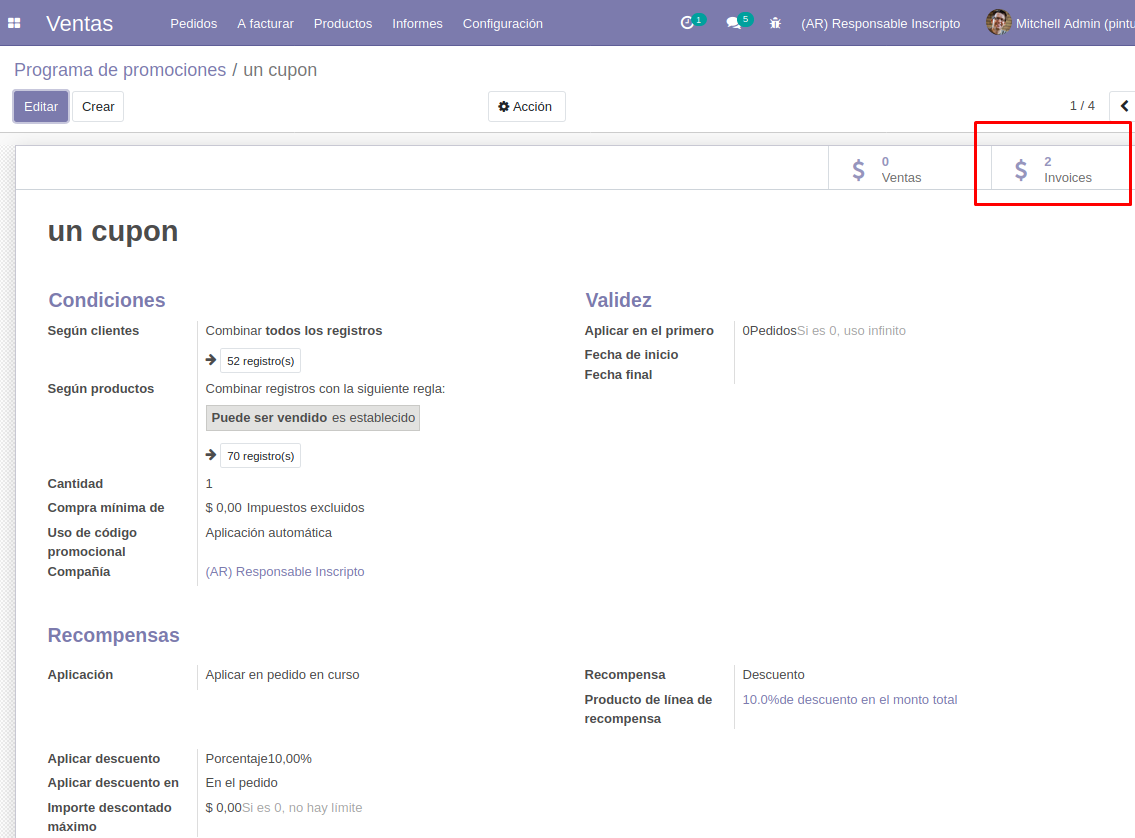 Ventas Pedidos A facturar Productos Informes Configuración 1 5 (AR) Responsable Inscripto Mitchell Admin (pintu
Programa de promociones / un cupon
Editar Crear Acción 1 / 4
0
Ventas
2
Invoices
un cupon
Condiciones
Según clientes Combinar todos los registros
52 registro(s)
Según productos Combinar registros con la siguiente regla:
Puede ser vendido es establecido
70 registro(s)
Cantidad 1
Compra mínima de $ 0,00 Impuestos excluidos
Uso de código promocional Aplicación automática
Compañía (AR) Responsable Inscripto
Validez
Aplicar en el primero 0PedidosSi es 0, uso infinito
Fecha de inicio
Fecha final
Recompensas
Aplicación Aplicar en pedido en curso
Recompensa Descuento
Producto de línea de recompensa 10.0%de descuento en el monto total
Aplicar descuento Porcentaje10,00%
Aplicar descuento en En el pedido
Importe descontado máximo $ 0,00Si es 0, no hay límite